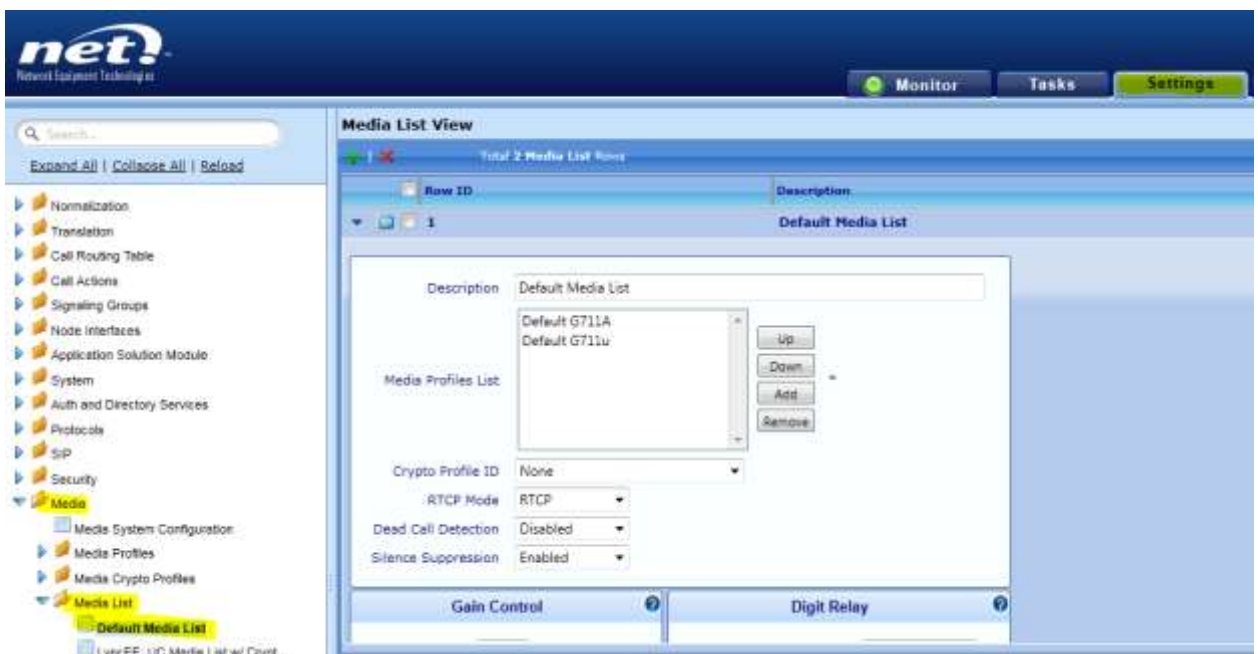 net!
Network Equipment Technologies
Monitor
Tasks
Settings
Search...
Expand All | Collapse All | Reload
Normalization
Translation
Call Routing Table
Call Actions
Signaling Groups
Node Interfaces
Application Solution Module
System
Auth and Directory Services
Protocols
SIP
Security
Media
Media System Configuration
Media Profiles
Media Crypto Profiles
Media List
Default Media List
Media List w/
Media List View
Total 2 Media List Rows
Row ID Description
1 Default Media List
Description Default Media List
Media Profiles List
Default G711A
Default G711u
Up
Down
Add
Remove
Crypto Profile ID None
RTCP Mode RTCP
Dead Call Detection Disabled
Silence Suppression Enabled
Gain Control
Digit Relay